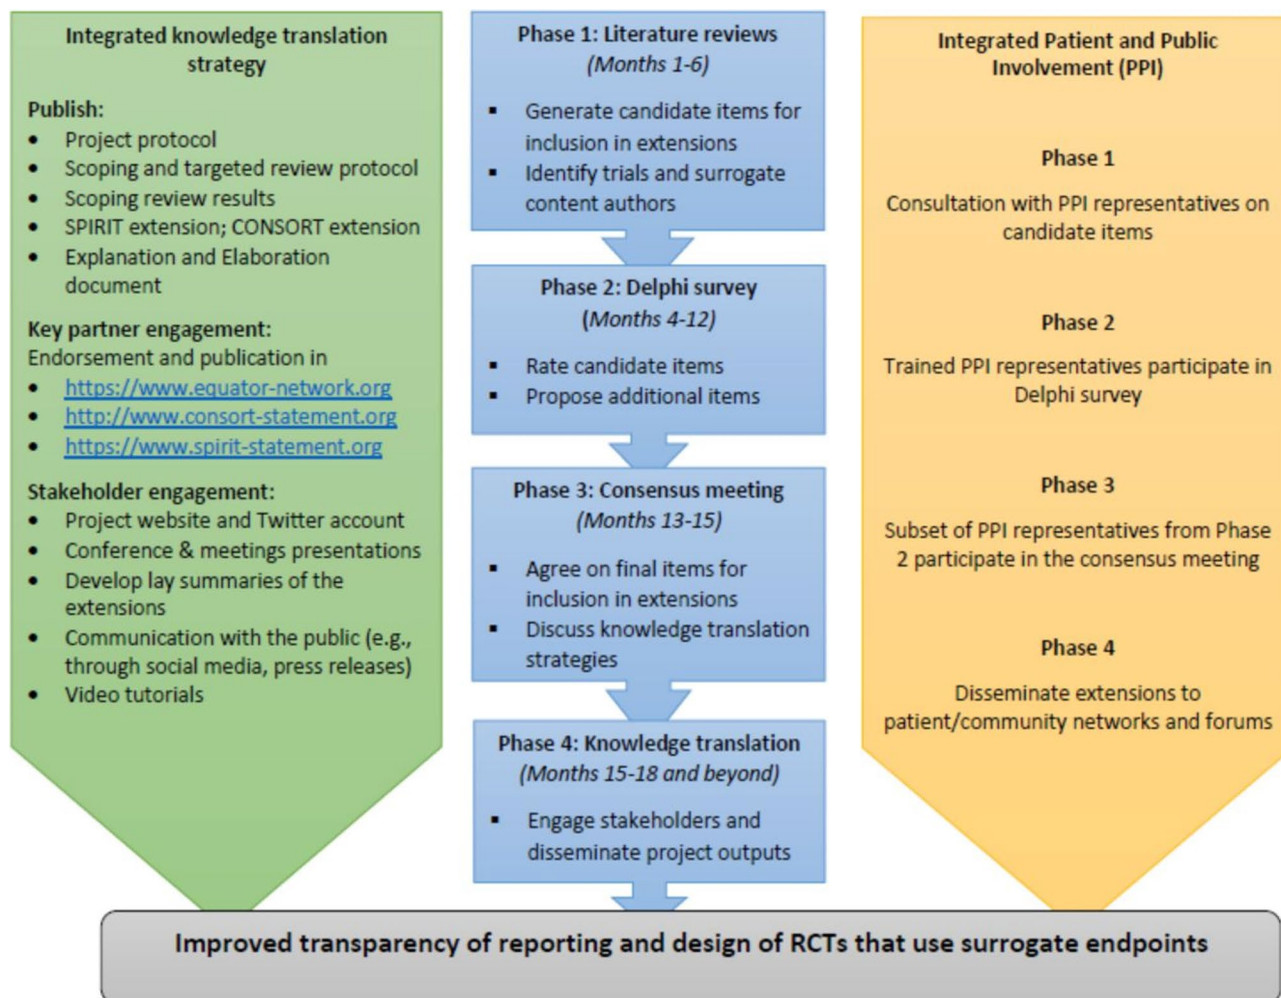 Integrated knowledge translation
strategy
Publish:
• Project protocol
• Scoping and targeted review protocol
• Scoping review results
• SPIRIT extension; CONSORT extension
• Explanation and Elaboration
document
Key partner engagement:
Endorsement and publication in
• https://www.equator-network.org
• http://www.consort-statement.org
• https://www.spirit-statement.org
Stakeholder engagement:
• Project website and Twitter account
• Conference & meetings presentations
• Develop lay summaries of the
extensions
• Communication with the public (e.g.,
through social media, press releases)
• Video tutorials
Phase 1: Literature reviews
(Months 1-6)
▪ Generate candidate items for
inclusion in extensions
▪ Identify trials and surrogate
content authors
Phase 2: Delphi survey
(Months 4-12)
▪ Rate candidate items
▪ Propose additional items
Phase 3: Consensus meeting
(Months 13-15)
▪ Agree on final items for
inclusion in extensions
▪ Discuss knowledge translation
strategies
Phase 4: Knowledge translation
(Months 15-18 and beyond)
▪ Engage stakeholders and
disseminate project outputs
Integrated Patient and Public
Involvement (PPI)
Phase 1
Consultation with PPI representatives on
candidate items
Phase 2
Trained PPI representatives participate in
Delphi survey
Phase 3
Subset of PPI representatives from Phase
2 participate in the consensus meeting
Phase 4
Disseminate extensions to
patient/community networks and forums
Improved transparency of reporting and design of RCTs that use surrogate endpoints